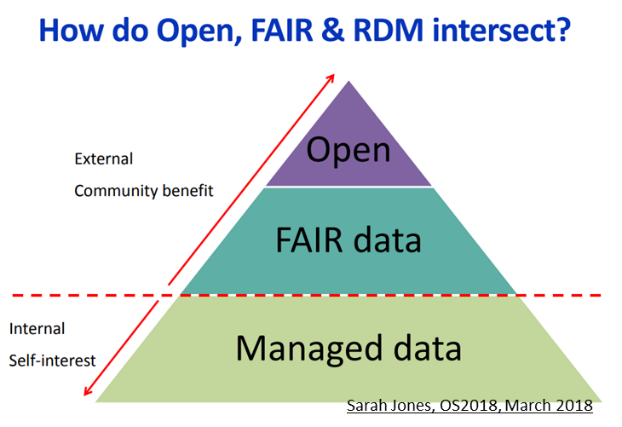 How do Open, FAIR & RDM intersect?
Open
External
Community benefit
FAIR data
Internal
Self-interest
Managed data
Sarah Jones, OS2018, March 2018